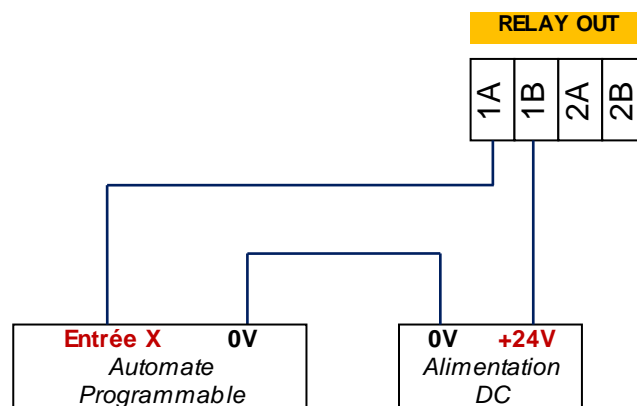 RELAY OUT
1A 1B 2A 2B
Entrée X 0V
Automate
Programmable
0V +24V
Alimentation
DC